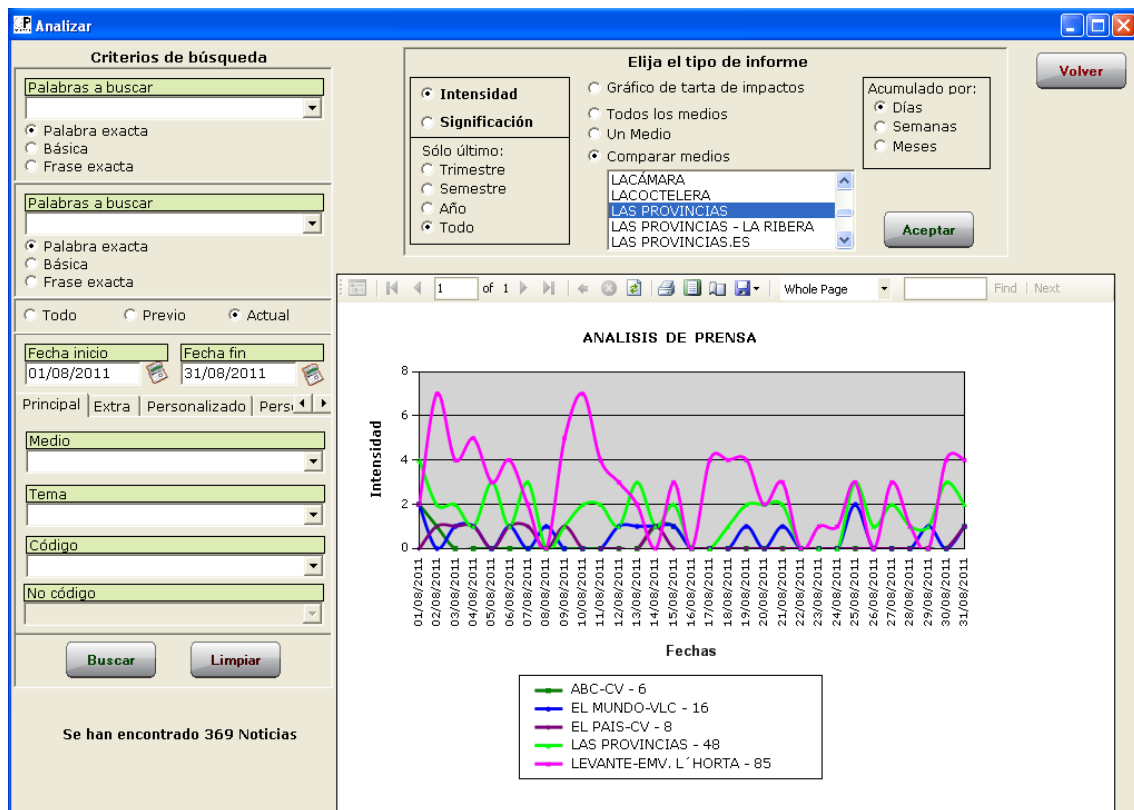 Analizar
Criterios de búsqueda
Palabras a buscar
Palabra exacta
Básica
Frase exacta
Palabras a buscar
Palabra exacta
Básica
Frase exacta
Todo Previo Actual
Fecha inicio Fecha fin
01/08/2011 31/08/2011
Principal Extra Personalizado Pers
Medio
Tema
Código
No código
Buscar Limpiar
Se han encontrado 369 Noticias
Elija el tipo de informe
Intensidad
Significación
Sólo último:
Trimestre
Semestre
Año
Todo
Gráfico de tarta de impactos
Todos los medios
Un Medio
Comparar medios
LACÁMARA
LACOCTELERA
LAS PROVINCIAS
LAS PROVINCIAS - LA RIBERA
LAS PROVINCIAS.ES
Acumulado por:
Días
Semanas
Meses
Aceptar
Volver
1 of 1 Whole Page Find | Next
ANALISIS DE PRENSA
Intensidad
8
6
4
2
0
01/08/2011
02/08/2011
03/08/2011
04/08/2011
05/08/2011
06/08/2011
07/08/2011
08/08/2011
09/08/2011
10/08/2011
11/08/2011
12/08/2011
13/08/2011
14/08/2011
15/08/2011
16/08/2011
17/08/2011
18/08/2011
19/08/2011
20/08/2011
21/08/2011
22/08/2011
23/08/2011
24/08/2011
25/08/2011
26/08/2011
27/08/2011
28/08/2011
29/08/2011
30/08/2011
31/08/2011
Fechas
ABC-CV - 6
EL MUNDO-VLC - 16
EL PAIS-CV - 8
LAS PROVINCIAS - 48
LEVANTE-EMV. L´HORTA - 85